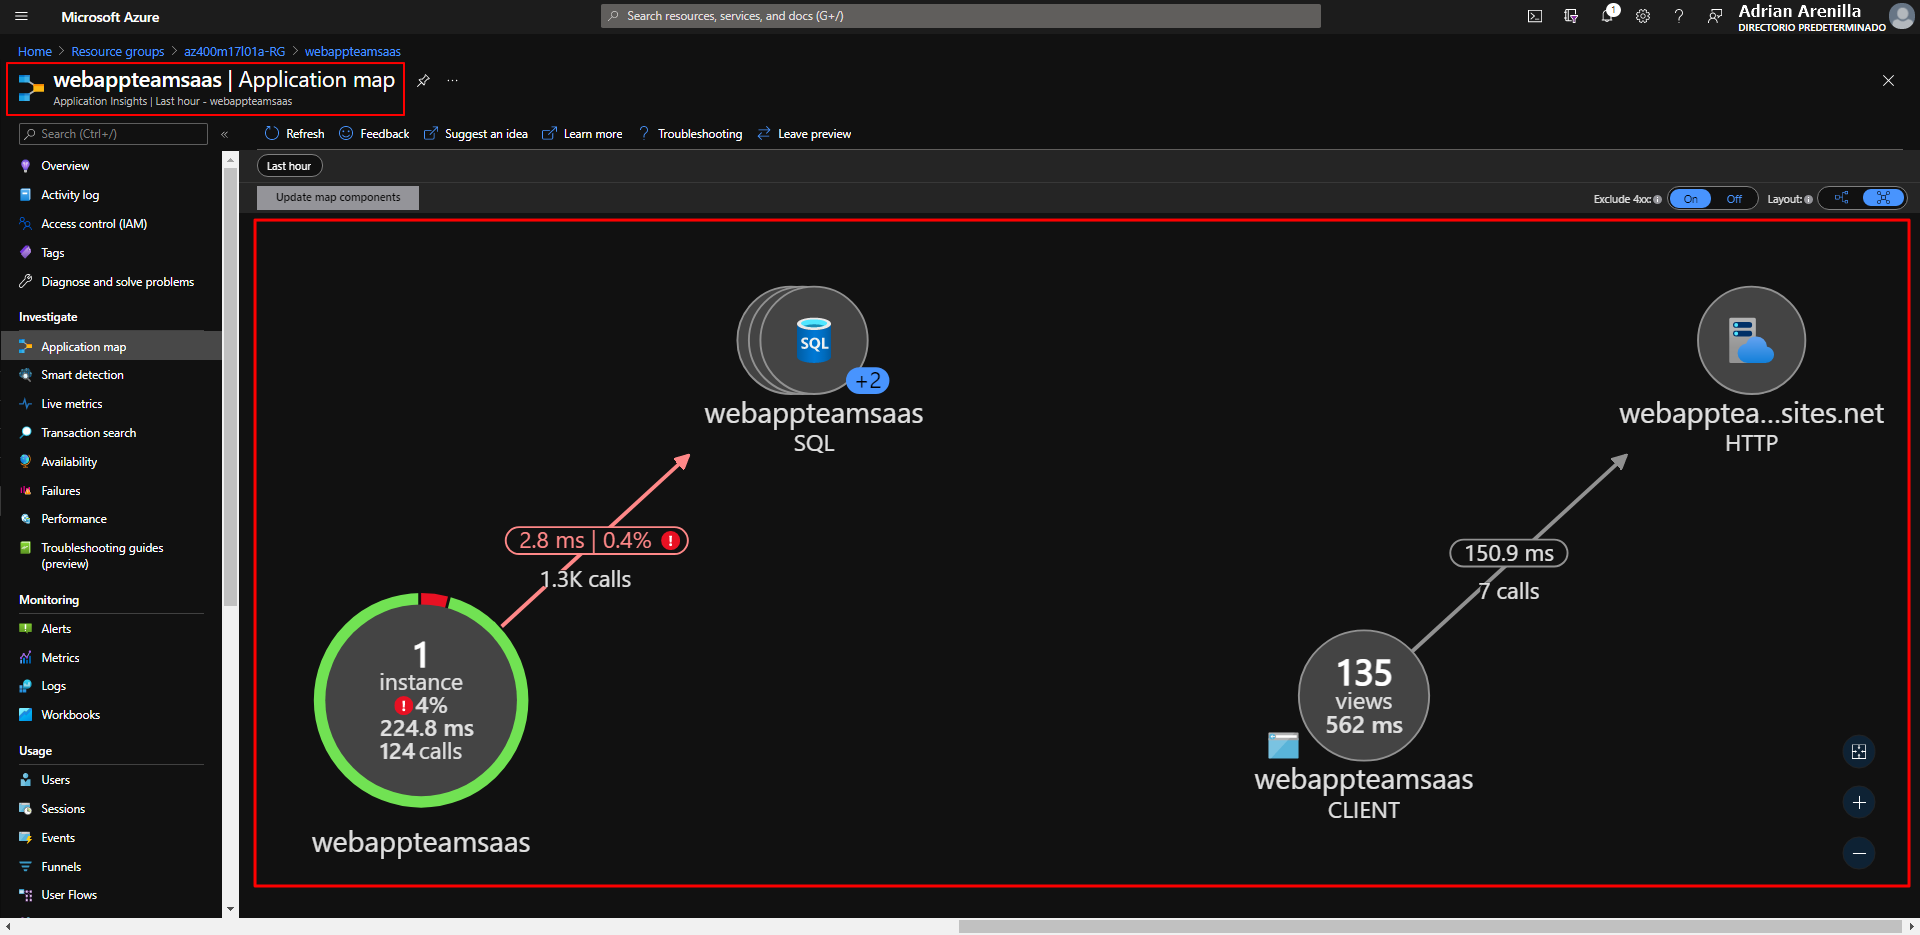 Microsoft Azure
Search resources, services, and docs (G+/)
1
Adrian Arenilla
DIRECTORIO PREDETERMINADO
Home > Resource groups > az400m17l01a-RG > webappteamsaas
webappteamsaas | Application map
Application Insights | Last hour - webappteamsaas
Search (Ctrl+/)
Refresh
Feedback
Suggest an idea
Learn more
Troubleshooting
Leave preview
Last hour
Update map components
Exclude 4xx:
On
Off
Layout:
Overview
Activity log
Access control (IAM)
Tags
Diagnose and solve problems
Investigate
Application map
Smart detection
Live metrics
Transaction search
Availability
Failures
Performance
Troubleshooting guides
(preview)
Monitoring
Alerts
Metrics
Logs
Workbooks
Usage
Users
Sessions
Events
Funnels
User Flows
SQL
+2
webappteamsaas
SQL
2.8 ms | 0.4% !
1.3K calls
1
instance
! 4%
224.8 ms
124 calls
webappteamsaas
webapptea...sites.net
HTTP
150.9 ms
7 calls
135
views
562 ms
webappteamsaas
CLIENT